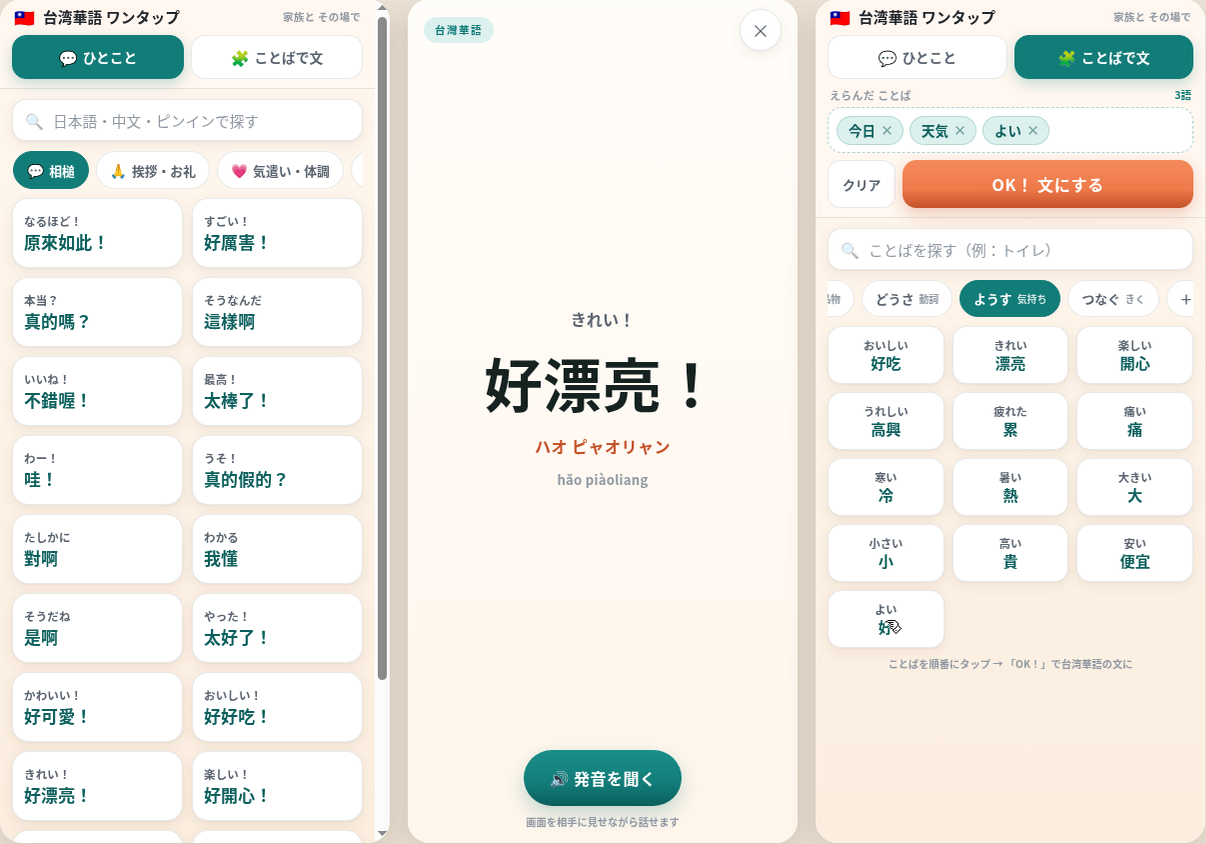 🇹🇼 台湾華語 ワンタップ
家族と その場で
💬 ひとこと
🧩 ことばで文
🔍 日本語・中文・ピンインで探す
💬 相槌
🙏 挨拶・お礼
💗 気遣い・体調
なるほど！
原來如此！
すごい！
好厲害！
本当？
真的嗎？
そうなんだ
這樣啊
いいね！
不錯喔！
最高！
太棒了！
わー！
哇！
うそ！
真的假的？
たしかに
對啊
わかる
我懂
そうだね
是啊
やった！
太好了！
かわいい！
好可愛！
おいしい！
好好吃！
きれい！
好漂亮！
楽しい！
好開心！
台灣華語
×
きれい！
好漂亮！
ハオ ピャオリャン
hǎo piàoliang
🔊 発音を聞く
画面を相手に見せながら話せます
🇹🇼 台湾華語 ワンタップ
家族と その場で
💬 ひとこと
🧩 ことばで文
えらんだ ことば
3語
今日 ×
天気 ×
よい ×
クリア
OK！ 文にする
🔍 ことばを探す（例：トイレ）
物
どうさ 動詞
ようす 気持ち
つなぐ きく
＋
おいしい
好吃
きれい
漂亮
楽しい
開心
うれしい
高興
疲れた
累
痛い
痛
寒い
冷
暑い
熱
大きい
大
小さい
小
高い
貴
安い
便宜
よい
好
ことばを順番にタップ → 「OK！」で台湾華語の文に